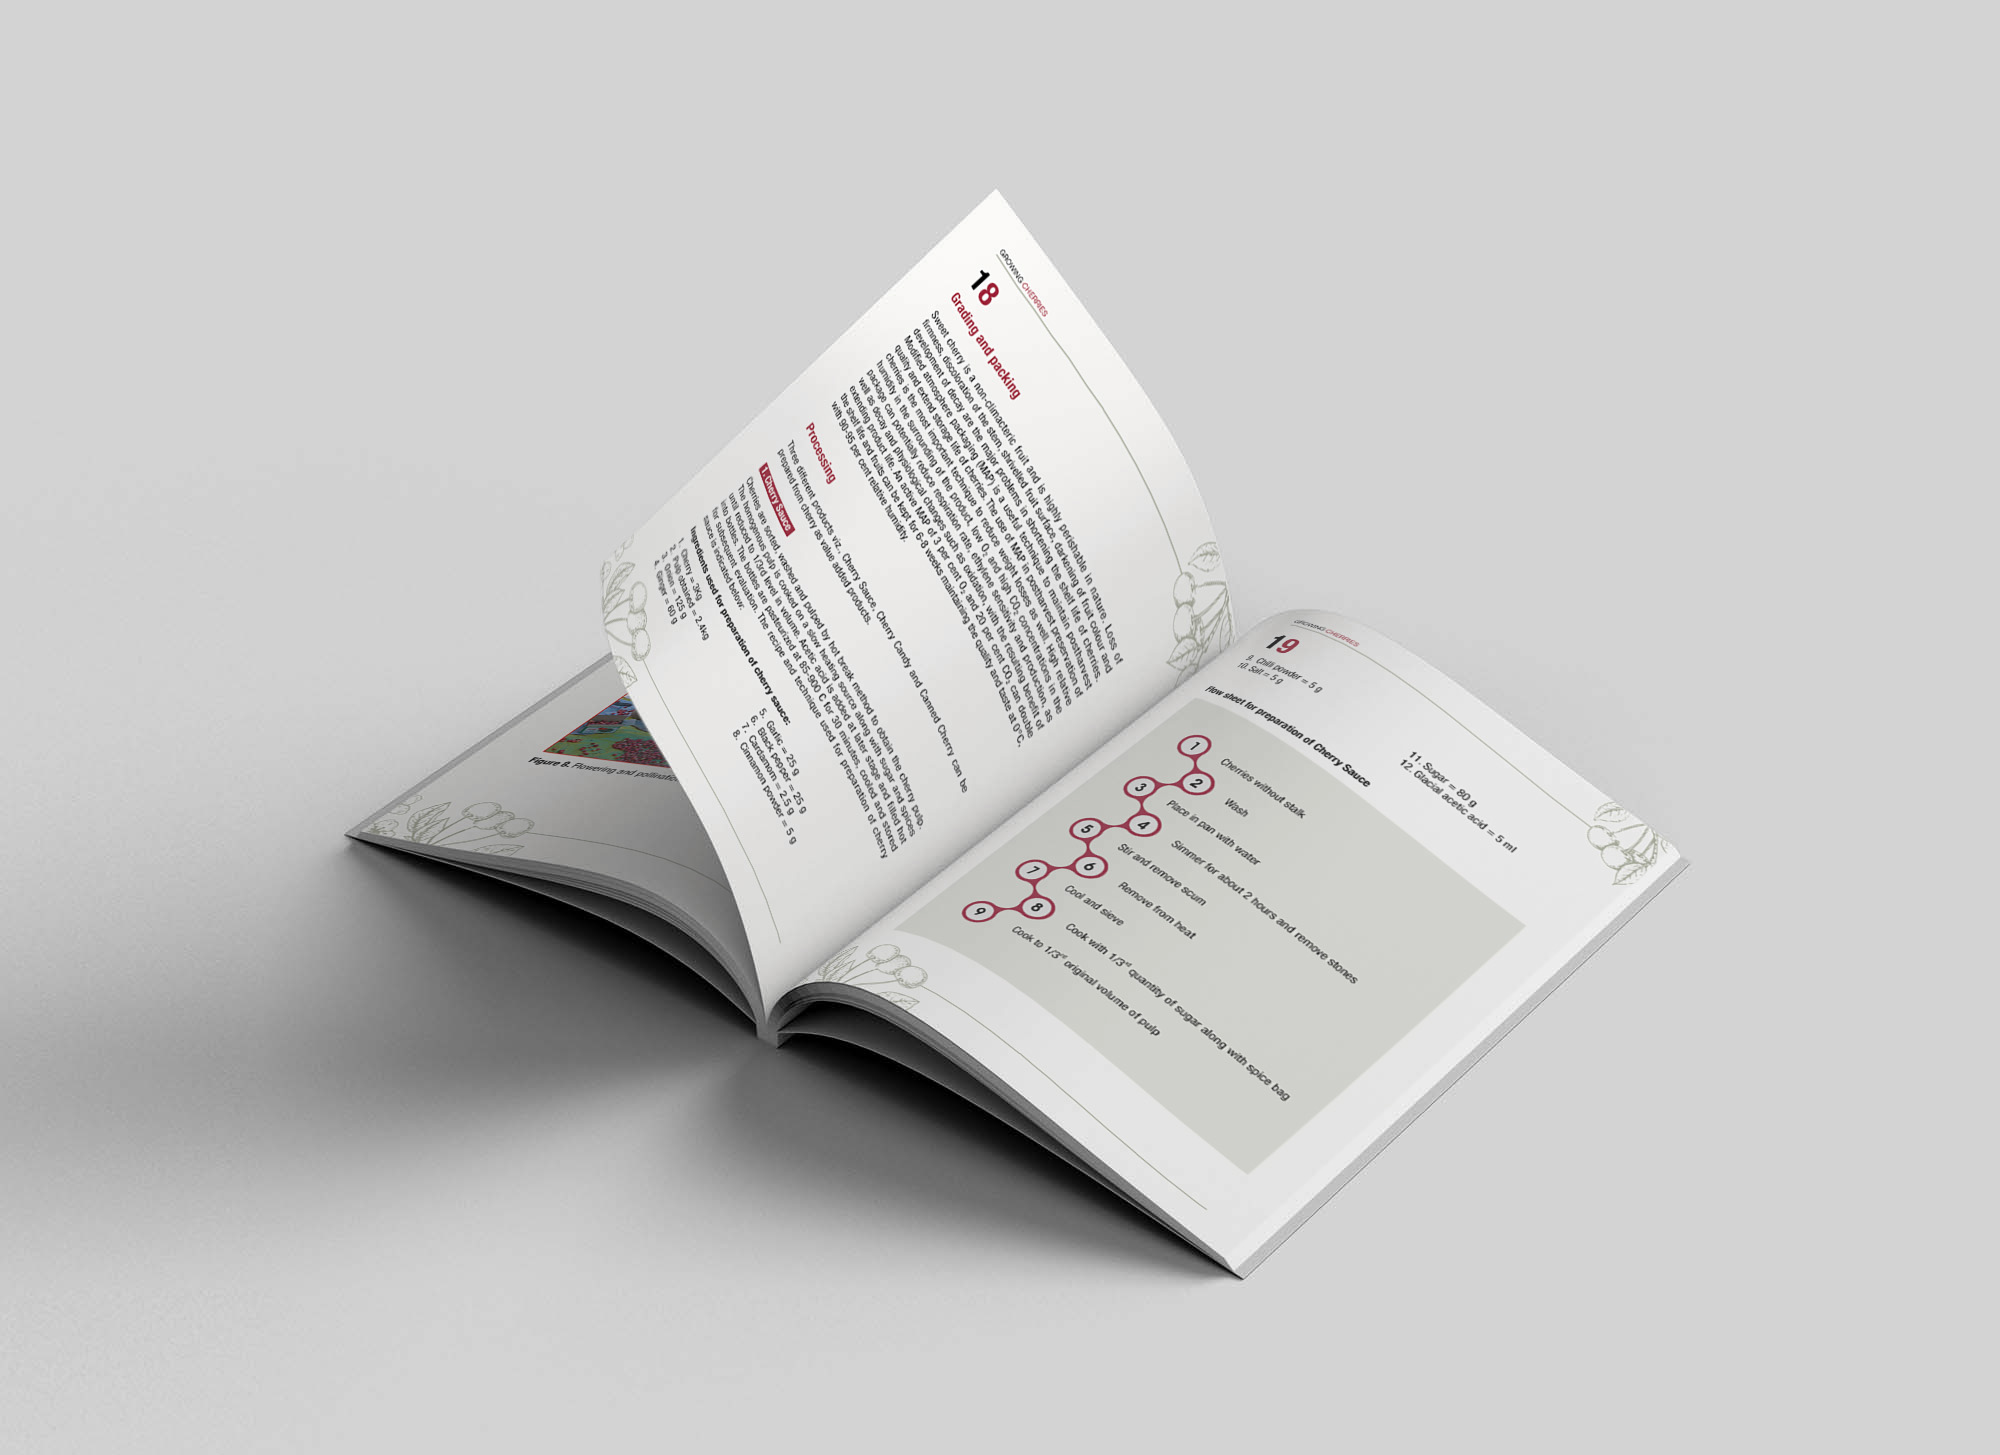 GROWING CHERRIES
18
Grading and packing
Sweet cherry is a non-climacteric fruit and is highly perishable in nature. Loss of
firmness, discoloration of the stem, shrivelled fruit surface, darkening of fruit colour and
development of decay are the major problems in shortening the shelf life of cherries.
Modified atmosphere packaging (MAP) is a useful technique to maintain postharvest
quality and extend storage life of cherries. The use of MAP in postharvest preservation of
cherries is the most important technique to reduce weight losses as well. High relative
humidity in the surrounding of the product, low O₂ and high CO₂ concentrations in the
package can potentially reduce respiration rate, ethylene sensitivity and production, as
well as decay and physiological changes such as oxidation, with the resulting benefit of
extending product life. An active MAP of 3 per cent O₂ and 20 per cent CO₂ can double
the shelf life and fruits can be kept for 6-8 weeks maintaining the quality and taste at 0°C,
with 90-95 per cent relative humidity.
Processing
Three different products viz., Cherry Sauce, Cherry Candy and Canned Cherry can be
prepared from cherry as value added products.
1. Cherry Sauce
Cherries are sorted, washed and pulped by hot break method to obtain the cherry pulp.
The homogenous pulp is cooked on a slow heating source along with sugar and spices
until reduced to 1/3rd level in volume. Acetic acid is added at later stage and filled hot
into bottles. The bottles are pasteurized at 85-900 C for 30 minutes, cooled and stored
for subsequent evaluation. The recipe and technique used for preparation of cherry
sauce is indicated below:
Ingredients used for preparation of cherry sauce:
1. Cherry = 3Kg
2. Pulp obtained = 2.4kg
3. Onion = 125 g
4. Ginger = 60 g
5. Garlic = 25 g
6. Black pepper = 25 g
7. Cardamom = 2.5 g
8. Cinnamon powder = 5 g
Figure 8. Flowering and
GROWING CHERRIES
19
9. Chilli powder = 5 g
10. Salt = 5 g
11. Sugar = 80 g
12. Glacial acetic acid = 5 ml
Flow sheet for preparation of Cherry Sauce
1 Cherries without stalk
2 Wash
3 Place in pan with water
4 Simmer for about 2 hours and remove stones
5 Stir and remove scum
6 Remove from heat
7 Cool and sieve
8 Cook with 1/3rd quantity of sugar along with spice bag
9 Cook to 1/3rd original volume of pulp